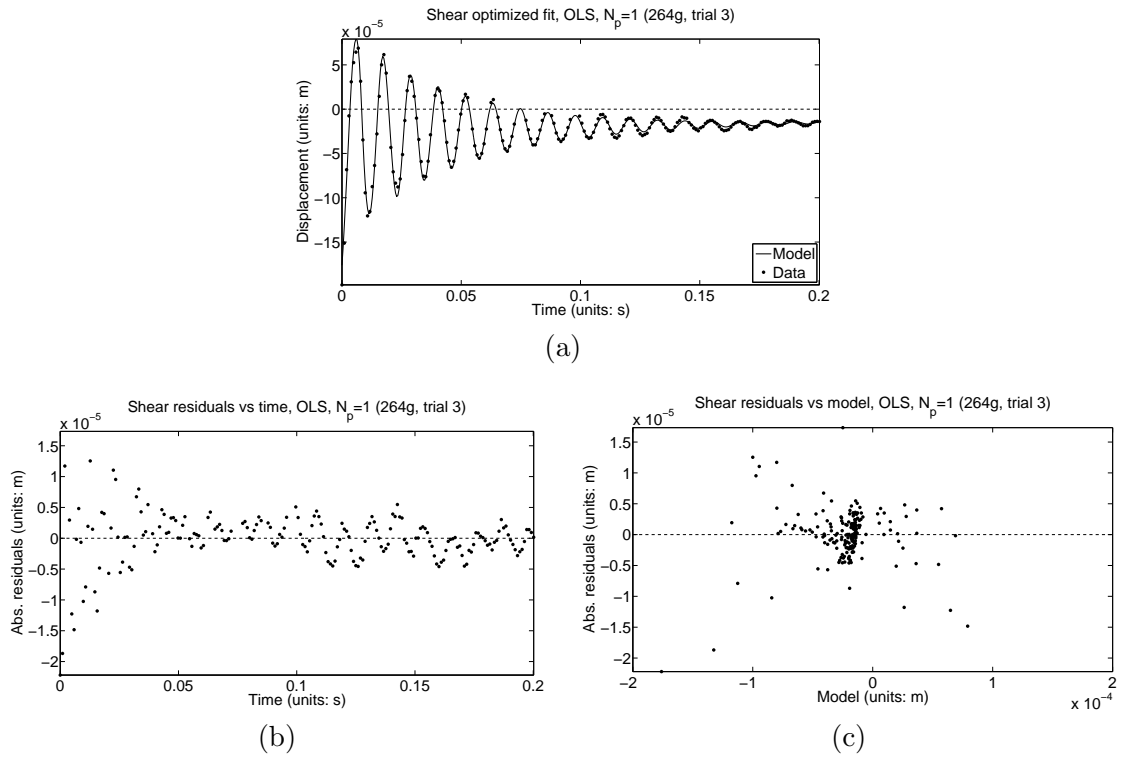 Shear optimized fit, OLS, N_p=1 (264g, trial 3)
x 10^−5
5
0
−5
−10
−15
Displacement (units: m)
Model
Data
0
0.05
0.1
0.15
0.2
Time (units: s)
(a)
Shear residuals vs time, OLS, N_p=1 (264g, trial 3)
x 10^−5
1.5
1
0.5
0
−0.5
−1
−1.5
−2
Abs. residuals (units: m)
0
0.05
0.1
0.15
0.2
Time (units: s)
(b)
Shear residuals vs model, OLS, N_p=1 (264g, trial 3)
x 10^−5
1.5
1
0.5
0
−0.5
−1
−1.5
−2
Abs. residuals (units: m)
−2
−1
0
1
2
Model (units: m)
x 10^−4
(c)